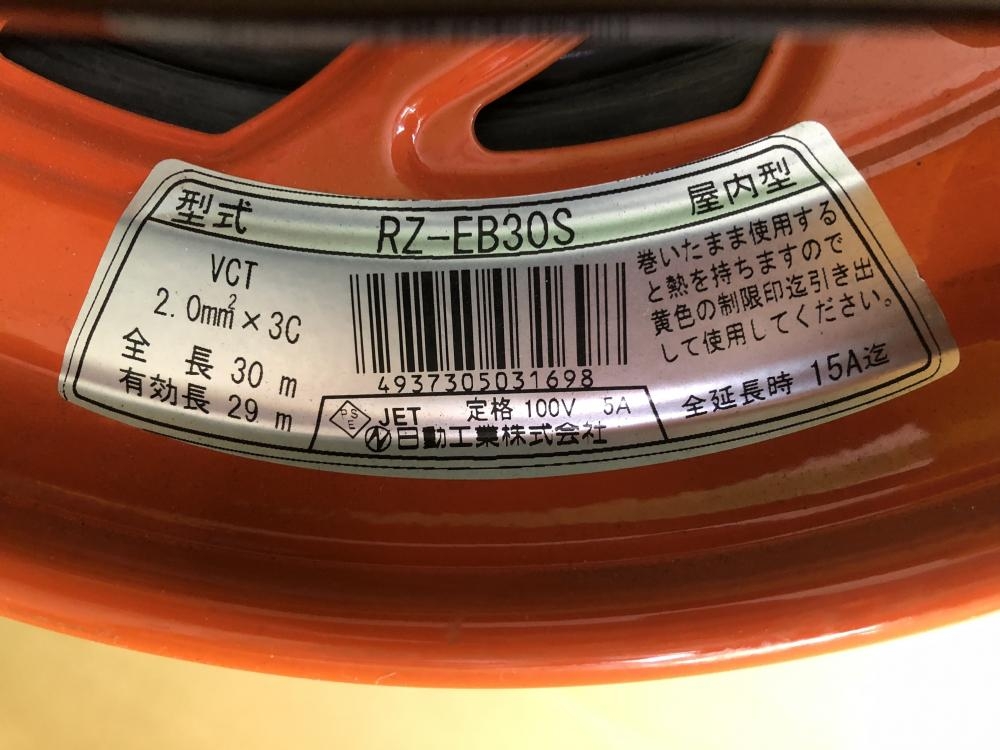 型式 RZ-EB30S 屋内型
VCT
2.0mm² × 3C
全 長 30 m
有効長 29 m
4937305031698
PSE JET 定格 100V 5A
日動工業株式会社
巻いたまま使用する
と熱を持ちますので
黄色の制限印迄引き出
して使用してください。
全延長時 15A迄